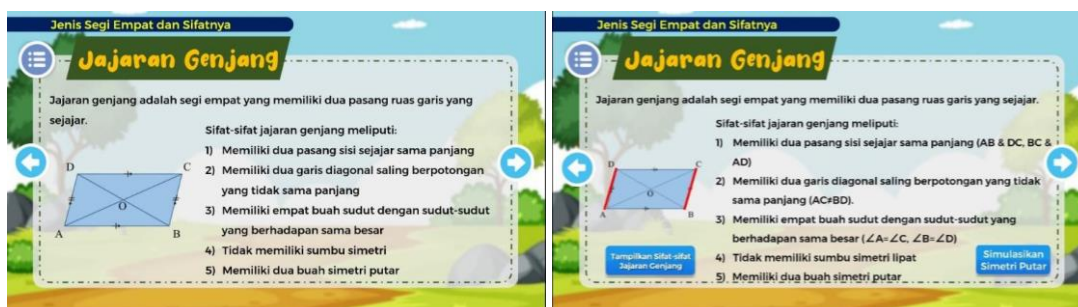 Jenis Segi Empat dan Sifatnya
Jajaran Genjang
Jajaran genjang adalah segi empat yang memiliki dua pasang ruas garis yang
sejajar.
Sifat-sifat jajaran genjang meliputi:
1) Memiliki dua pasang sisi sejajar sama panjang
2) Memiliki dua garis diagonal saling berpotongan
yang tidak sama panjang
3) Memiliki empat buah sudut dengan sudut-sudut
yang berhadapan sama besar
4) Tidak memiliki sumbu simetri
5) Memiliki dua buah simetri putar
D C
O
A B
Jenis Segi Empat dan Sifatnya
Jajaran Genjang
Jajaran genjang adalah segi empat yang memiliki dua pasang ruas garis yang sejajar.
Sifat-sifat jajaran genjang meliputi:
1) Memiliki dua pasang sisi sejajar sama panjang (AB & DC, BC &
AD)
2) Memiliki dua garis diagonal saling berpotongan yang tidak
sama panjang (AC≠BD).
3) Memiliki empat buah sudut dengan sudut-sudut yang
berhadapan sama besar (∠A=∠C, ∠B=∠D)
4) Tidak memiliki sumbu simetri lipat
5) Memiliki dua buah simetri putar
D C
O
A B
Tampilkan Sifat-sifat
Jajaran Genjang
Simulasikan
Simetri Putar